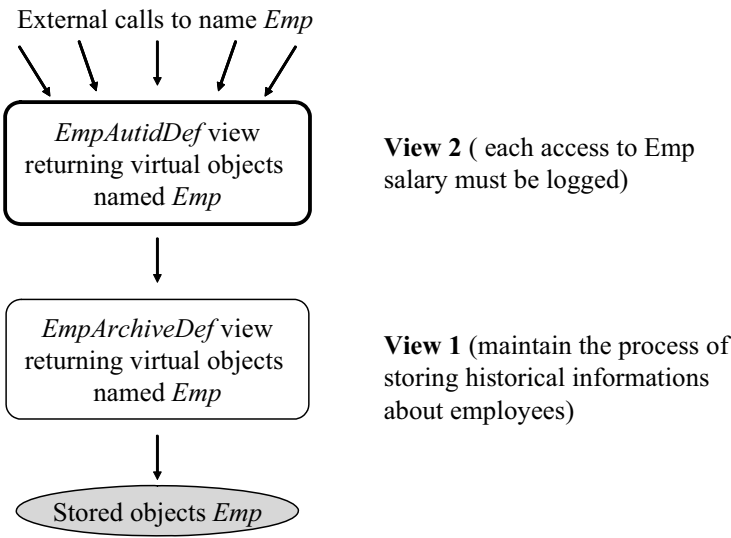 External calls to name Emp
EmpAutidDef view
returning virtual objects
named Emp
View 2 ( each access to Emp
salary must be logged)
EmpArchiveDef view
returning virtual objects
named Emp
View 1 (maintain the process of
storing historical informations
about employees)
Stored objects Emp